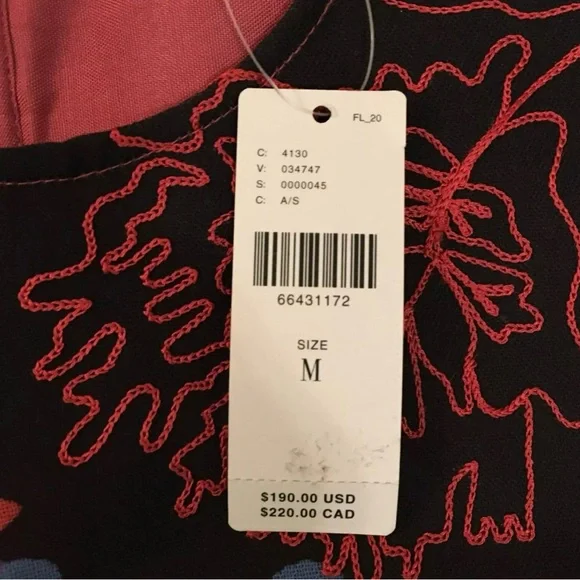 FL_20
C: 4130
V: 034747
S: 0000045
C: A/S
66431172
SIZE
M
$190.00 USD
$220.00 CAD